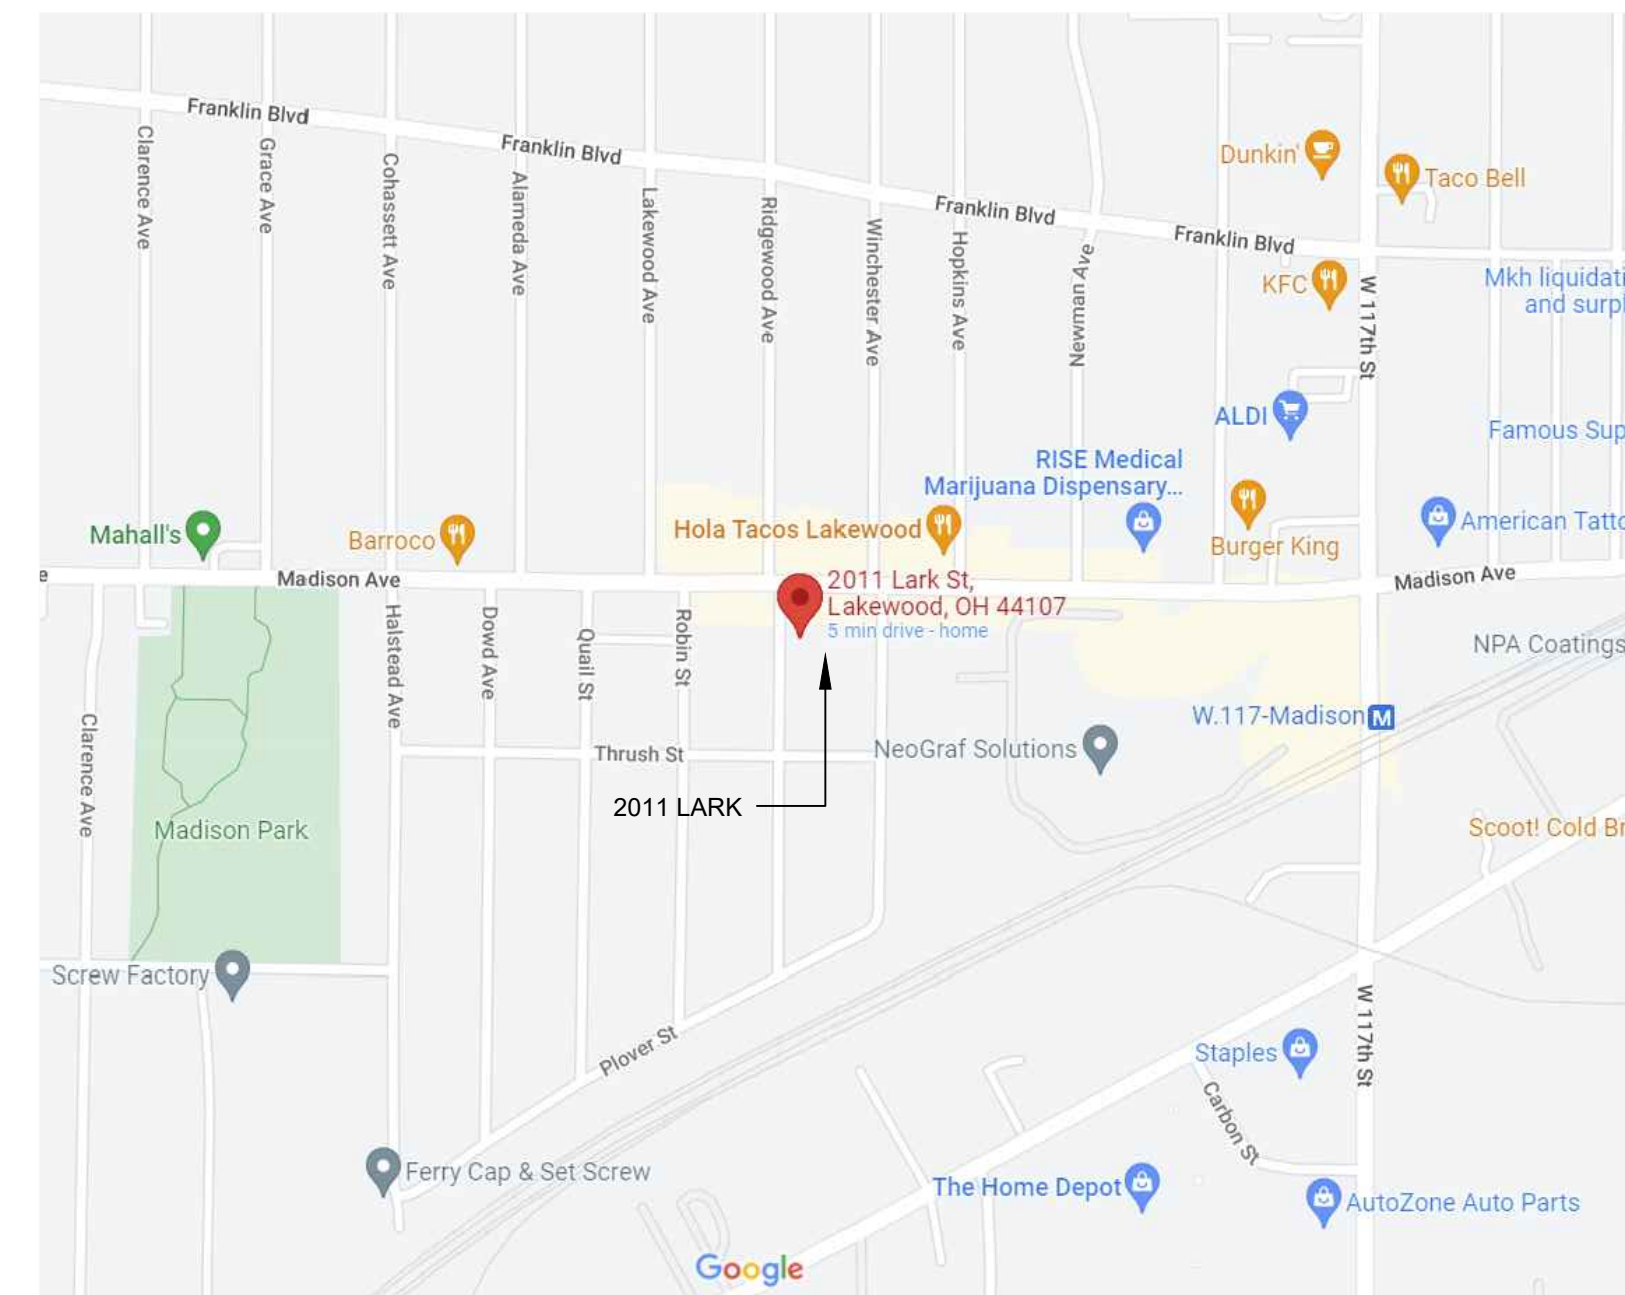 Franklin Blvd
Franklin Blvd
Franklin Blvd
Franklin Blvd
Clarence Ave
Grace Ave
Cohassett Ave
Alameda Ave
Lakewood Ave
Ridgewood Ave
Winchester Ave
Hopkins Ave
Newman Ave
Dunkin'
Taco Bell
KFC
W 117th St
Mkh liquidati
and surpl
ALDI
Famous Sup
RISE Medical
Marijuana Dispensary...
Mahall's
Barroco
Hola Tacos Lakewood
Burger King
American Tatto
e
Madison Ave
Madison Ave
2011 Lark St,
Lakewood, OH 44107
5 min drive - home
Halstead Ave
Dowd Ave
Quail St
Robin St
NPA Coatings
Clarence Ave
W.117-Madison
M
Thrush St
NeoGraf Solutions
2011 LARK
Madison Park
Scoot! Cold Br
Screw Factory
Plover St
W 117th St
Staples
Carbon St
Ferry Cap & Set Screw
The Home Depot
AutoZone Auto Parts
Google